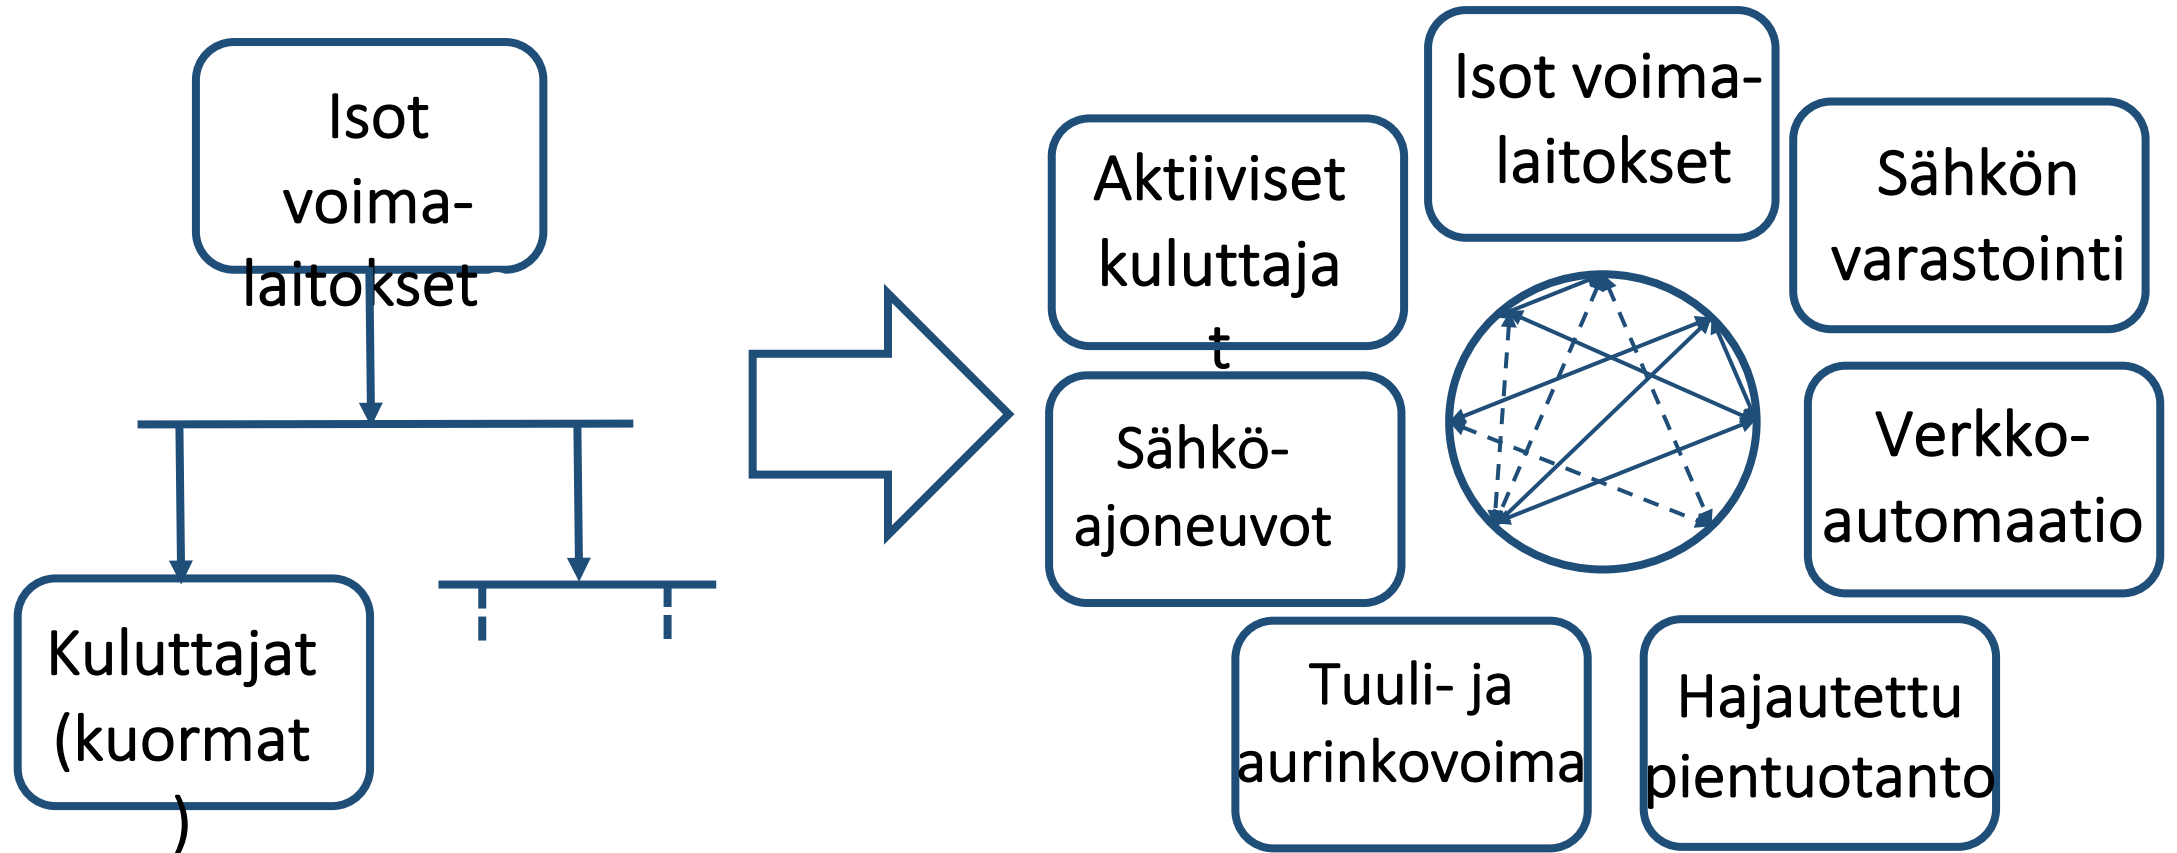 Isot
voima-
laitokset
Kuluttajat
(kuormat
)
Isot voima-
laitokset
Aktiiviset
kuluttaja
t
Sähkön
varastointi
Sähkö-
ajoneuvot
Verkko-
automaatio
Tuuli- ja
aurinkovoima
Hajautettu
pientuotanto